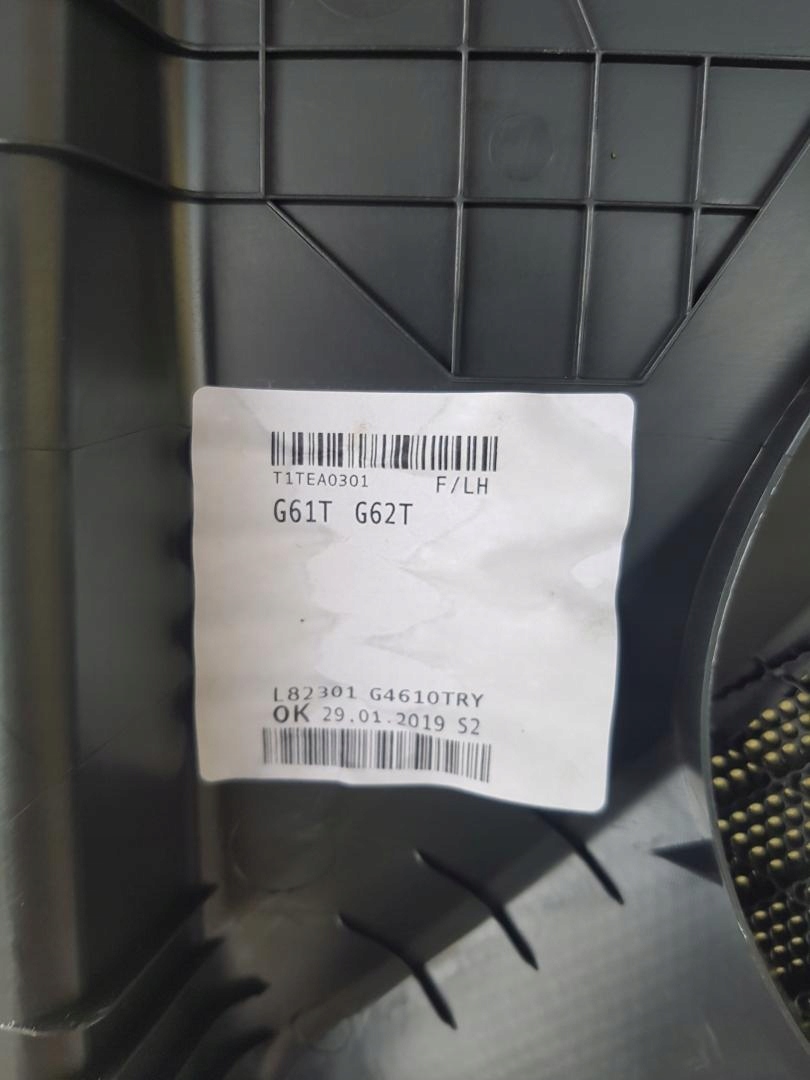 T1TEA0301 F/LH
G61T G62T
L82301 G4610TRY
OK 29.01.2019 S2